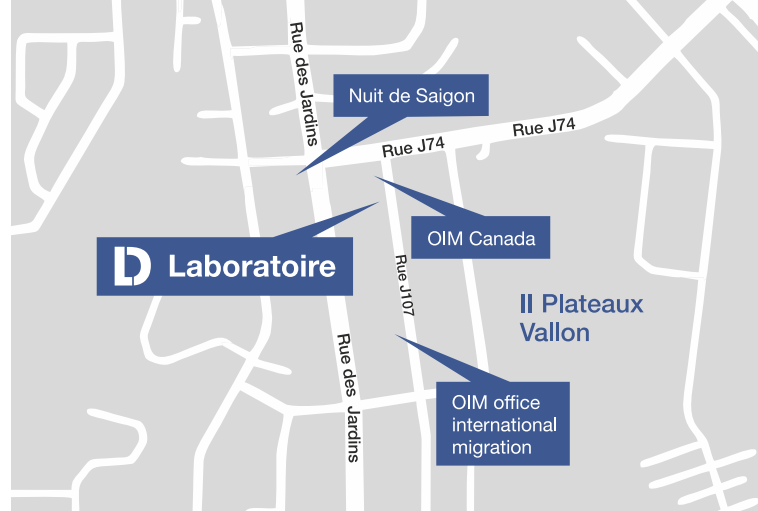 Rue des Jardins
Nuit de Saigon
Rue J74
Rue J74
OIM Canada
D Laboratoire
Rue J107
II Plateaux
Vallon
Rue des Jardins
OIM office
international
migration